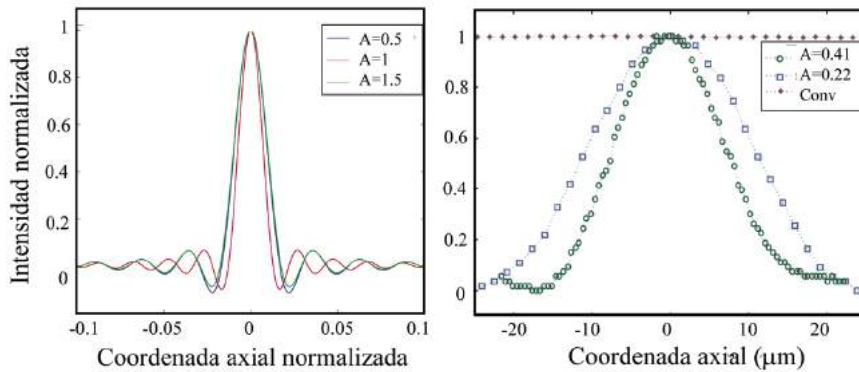 Intensidad normalizada
1
0.8
0.6
0.4
0.2
0
A=0.5
A=1
A=1.5
-0.1
-0.05
0
0.05
0.1
Coordenada axial normalizada
1
0.8
0.6
0.4
0.2
0
A=0.41
A=0.22
Conv
-20
-10
0
10
20
Coordenada axial (μm)